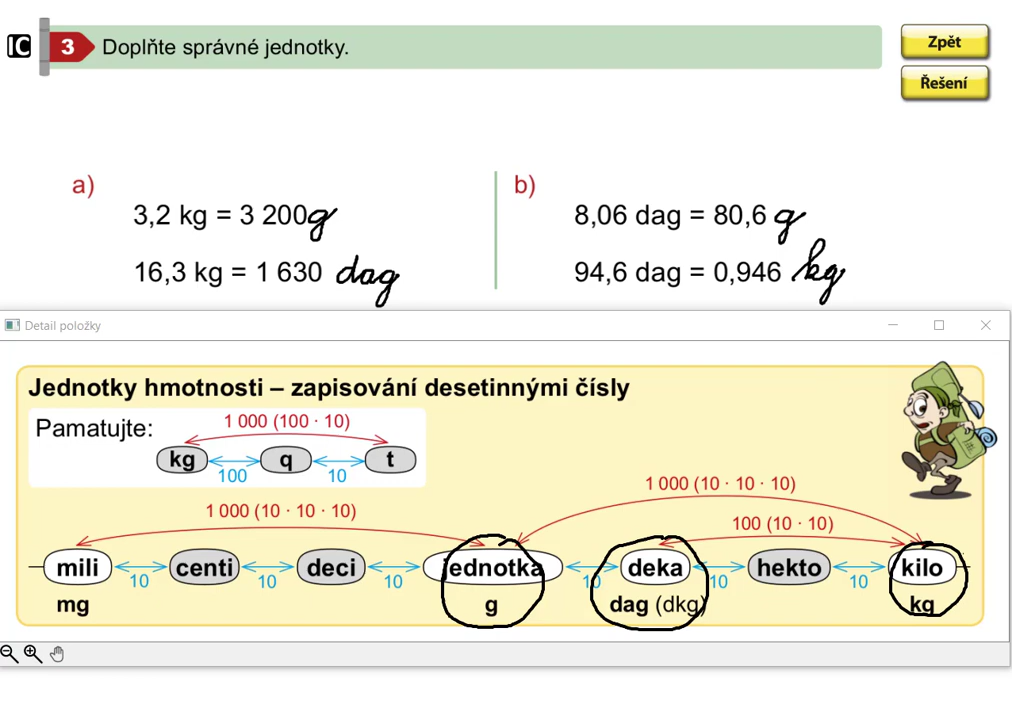 IC
3 Doplňte správné jednotky.
Zpět
Řešení
a)
3,2 kg = 3 200 g
16,3 kg = 1 630 dag
b)
8,06 dag = 80,6 g
94,6 dag = 0,946 kg
Detail položky
Jednotky hmotnosti – zapisování desetinnými čísly
Pamatujte:
1 000 (100 · 10)
kg q t
100 10
1 000 (10 · 10 · 10)
1 000 (10 · 10 · 10)
100 (10 · 10)
mili centi deci jednotka deka hekto kilo
10 10 10 10 10 10
mg g dag (dkg) kg